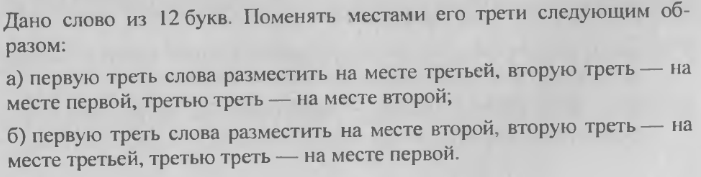 Дано слово из 12 букв. Поменять местами его трети следующим об-
разом:
а) первую треть слова разместить на месте третьей, вторую треть — на
месте первой, третью треть — на месте второй;
б) первую треть слова разместить на месте второй, вторую треть — на
месте третьей, третью треть — на месте первой.